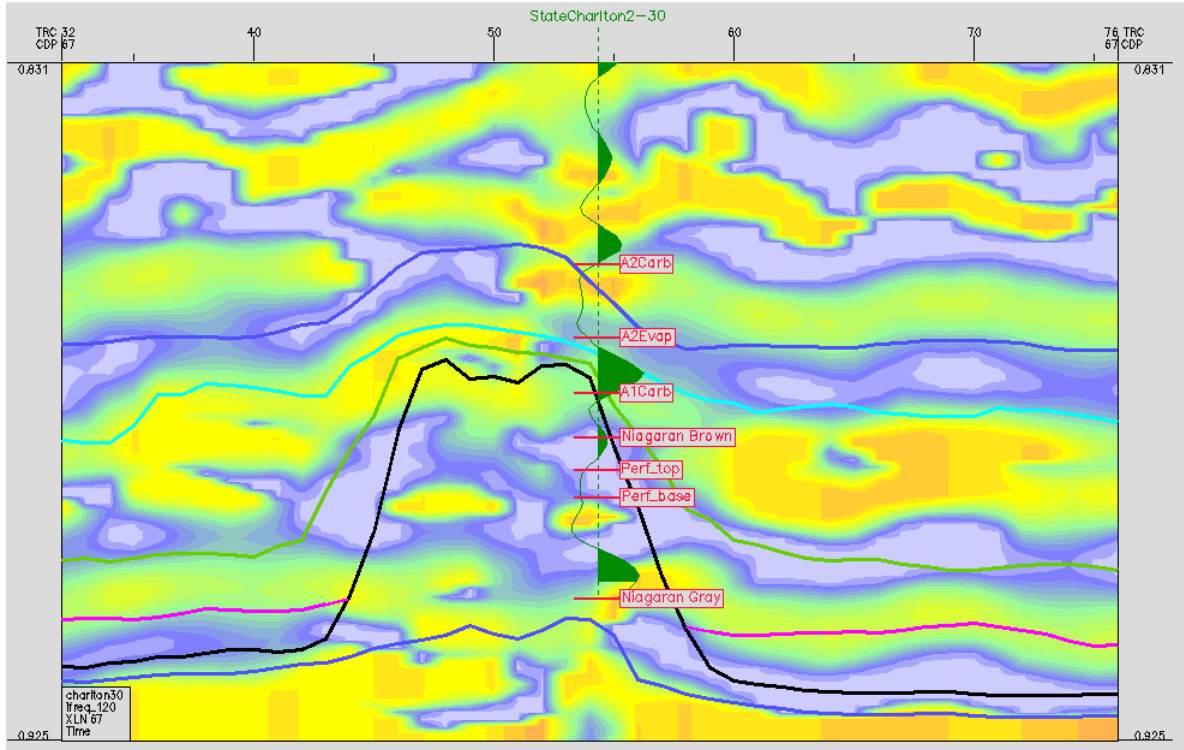 StateCharlton2-30
TRC 32 40 50 60 70 76 TRC
CDP 67 67 CDP
0.831 0.831
A2Carb
A2Evap
A1Carb
Niagaran Brown
Perf_top
Perf_base
Niagaran Gray
charlton30
XLN 67
Time
0.925 0.925